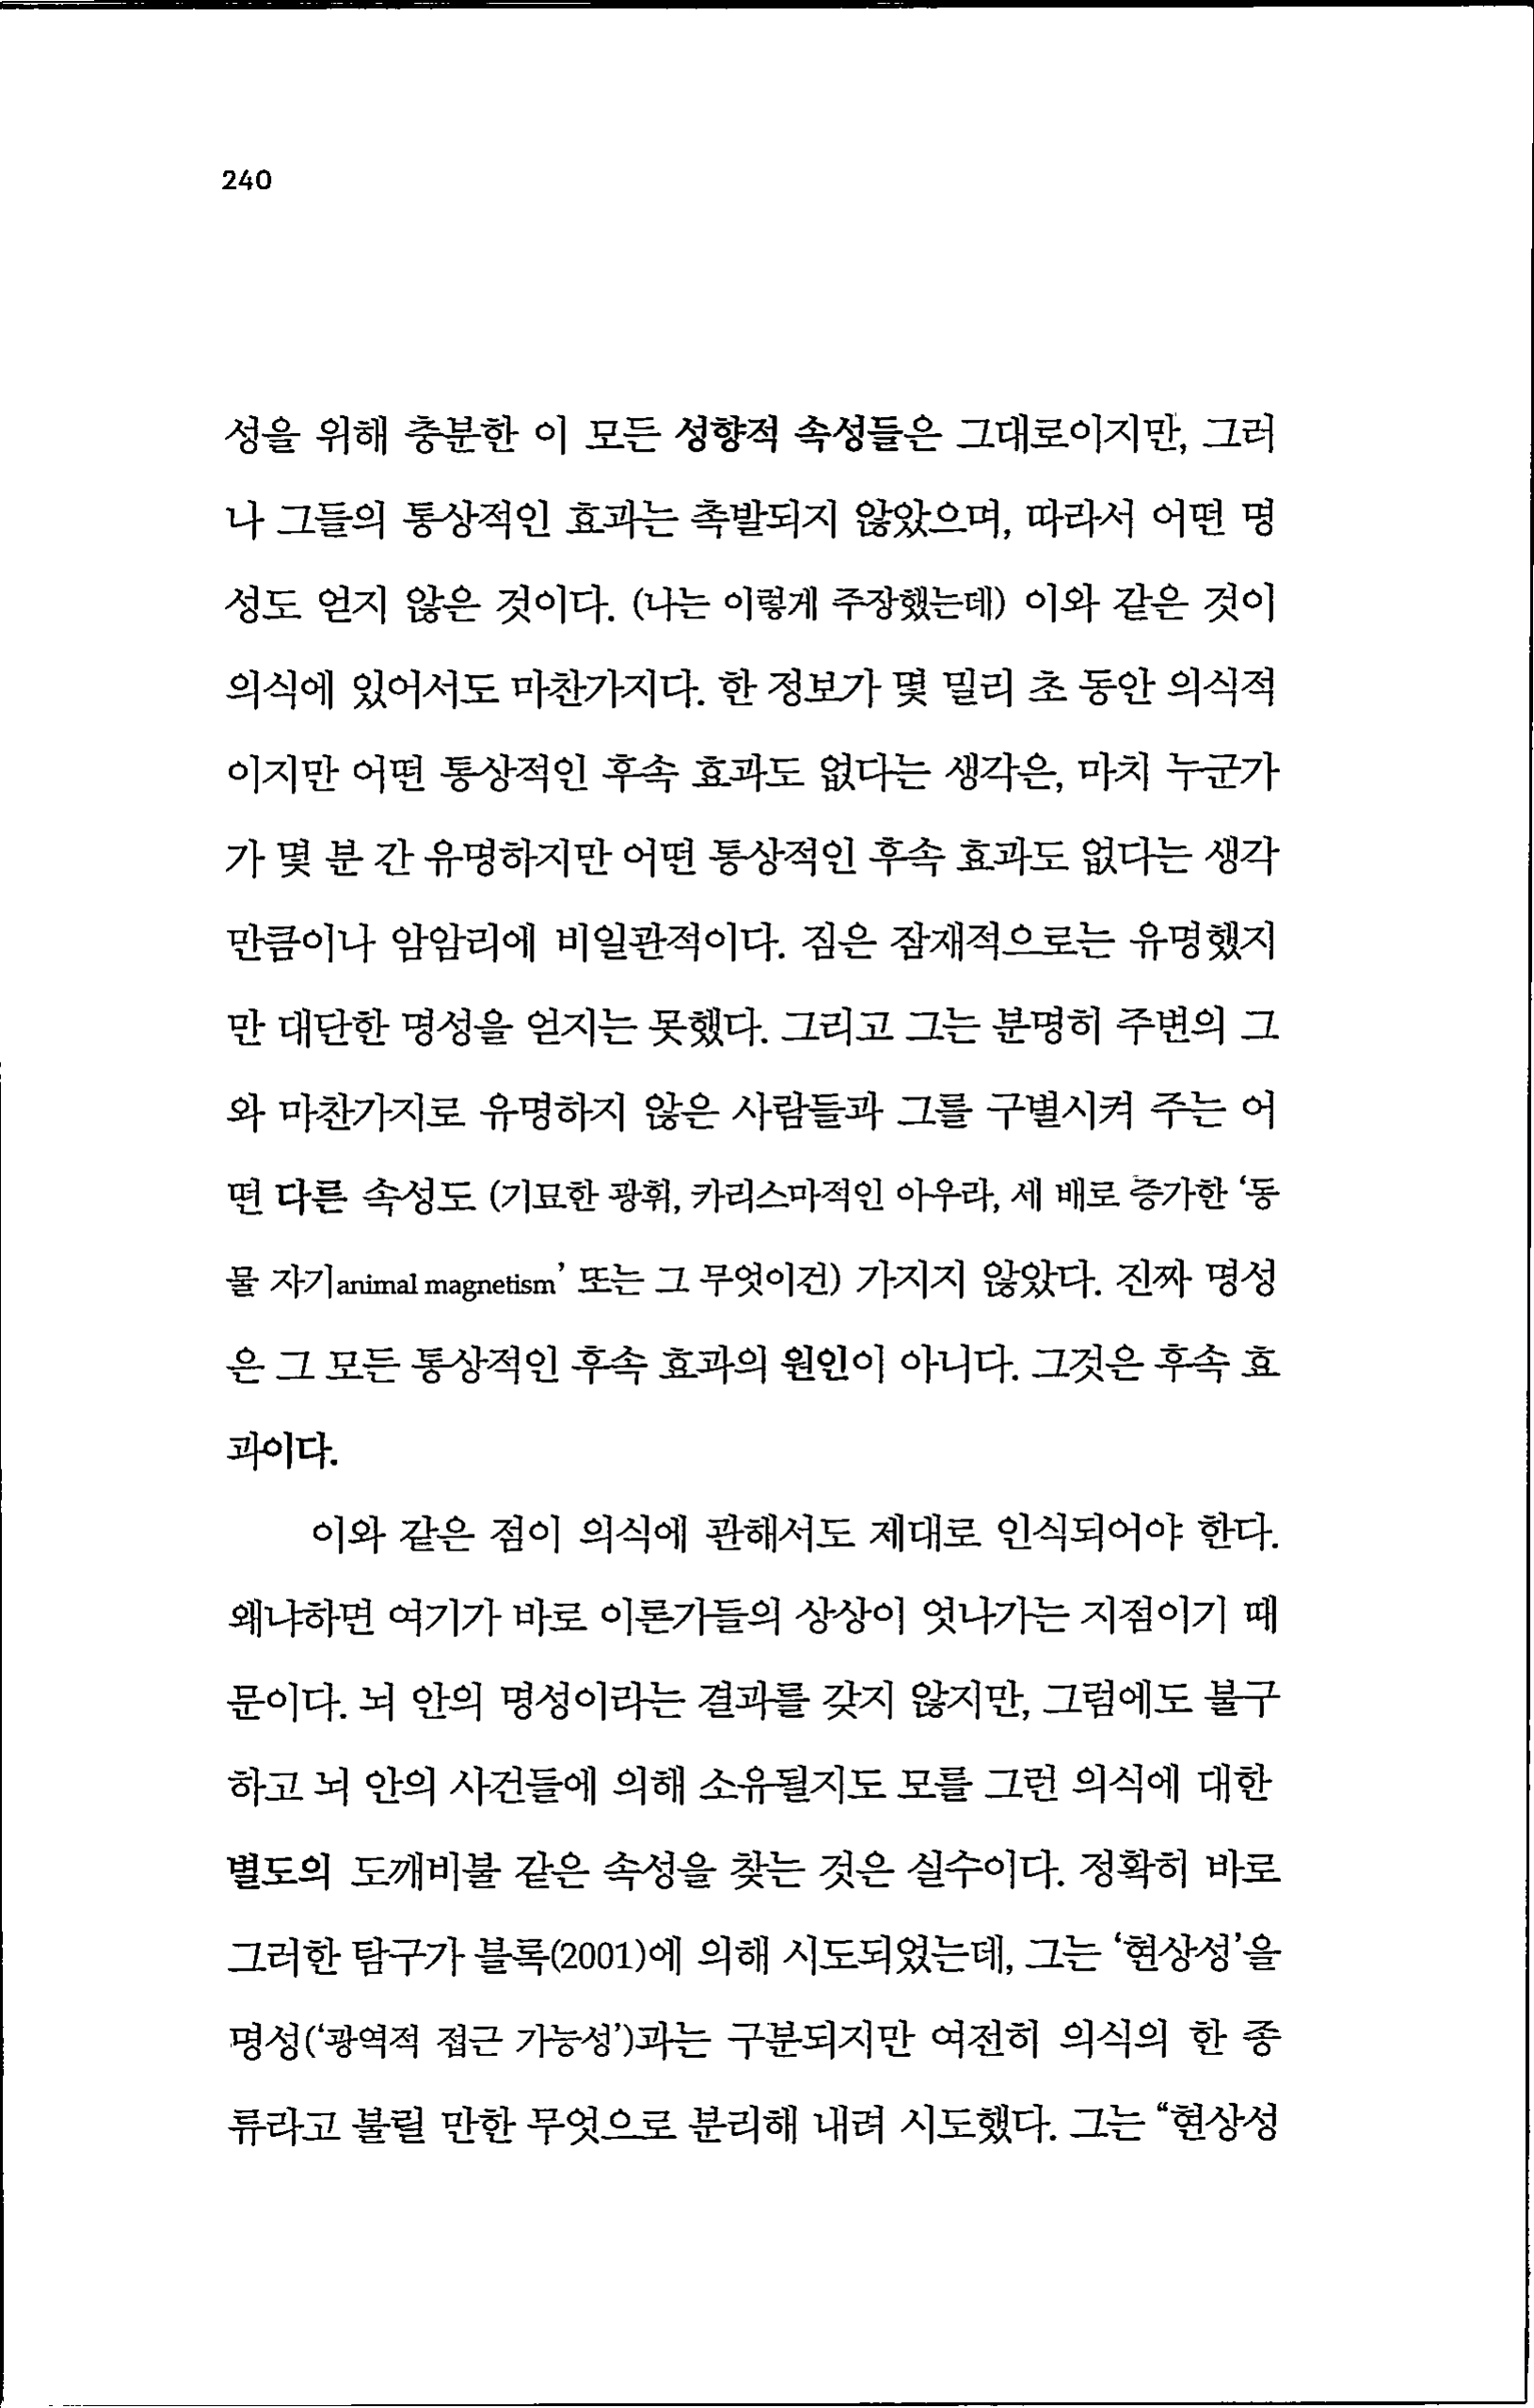 240
성을 위해 충분한 이 모든 성향적 속성들은 그대로이지만, 그러
나 그들의 통상적인 효과는 촉발되지 않았으며, 따라서 어떤 명
성도 얻지 않은 것이다. (나는 이렇게 주장했는데) 이와 같은 것이
의식에 있어서도 마찬가지다. 한 정보가 몇 밀리 초 동안 의식적
이지만 어떤 통상적인 후속 효과도 없다는 생각은, 마치 누군가
가 몇 분 간 유명하지만 어떤 통상적인 후속 효과도 없다는 생각
만큼이나 암암리에 비일관적이다. 짐은 잠재적으로는 유명했지
만 대단한 명성을 얻지는 못했다. 그리고 그는 분명히 주변의 그
와 마찬가지로 유명하지 않은 사람들과 그를 구별시켜 주는 어
떤 다른 속성도 (기묘한 광휘, 카리스마적인 아우라, 세 배로 증가한 ‘동
물 자기animal magnetism’ 또는 그 무엇이건) 가지지 않았다. 진짜 명성
은 그 모든 통상적인 후속 효과의 원인이 아니다. 그것은 후속 효
과이다.
이와 같은 점이 의식에 관해서도 제대로 인식되어야 한다.
왜냐하면 여기가 바로 이론가들의 상상이 엇나가는 지점이기 때
문이다. 뇌 안의 명성이라는 결과를 갖지 않지만, 그럼에도 불구
하고 뇌 안의 사건들에 의해 소유될지도 모를 그런 의식에 대한
별도의 도깨비불 같은 속성을 찾는 것은 실수이다. 정확히 바로
그러한 탐구가 블록(2001)에 의해 시도되었는데, 그는 ‘현상성’을
명성(‘광역적 접근 가능성’)과는 구분되지만 여전히 의식의 한 종
류라고 불릴 만한 무엇으로 분리해 내려 시도했다. 그는 “현상성